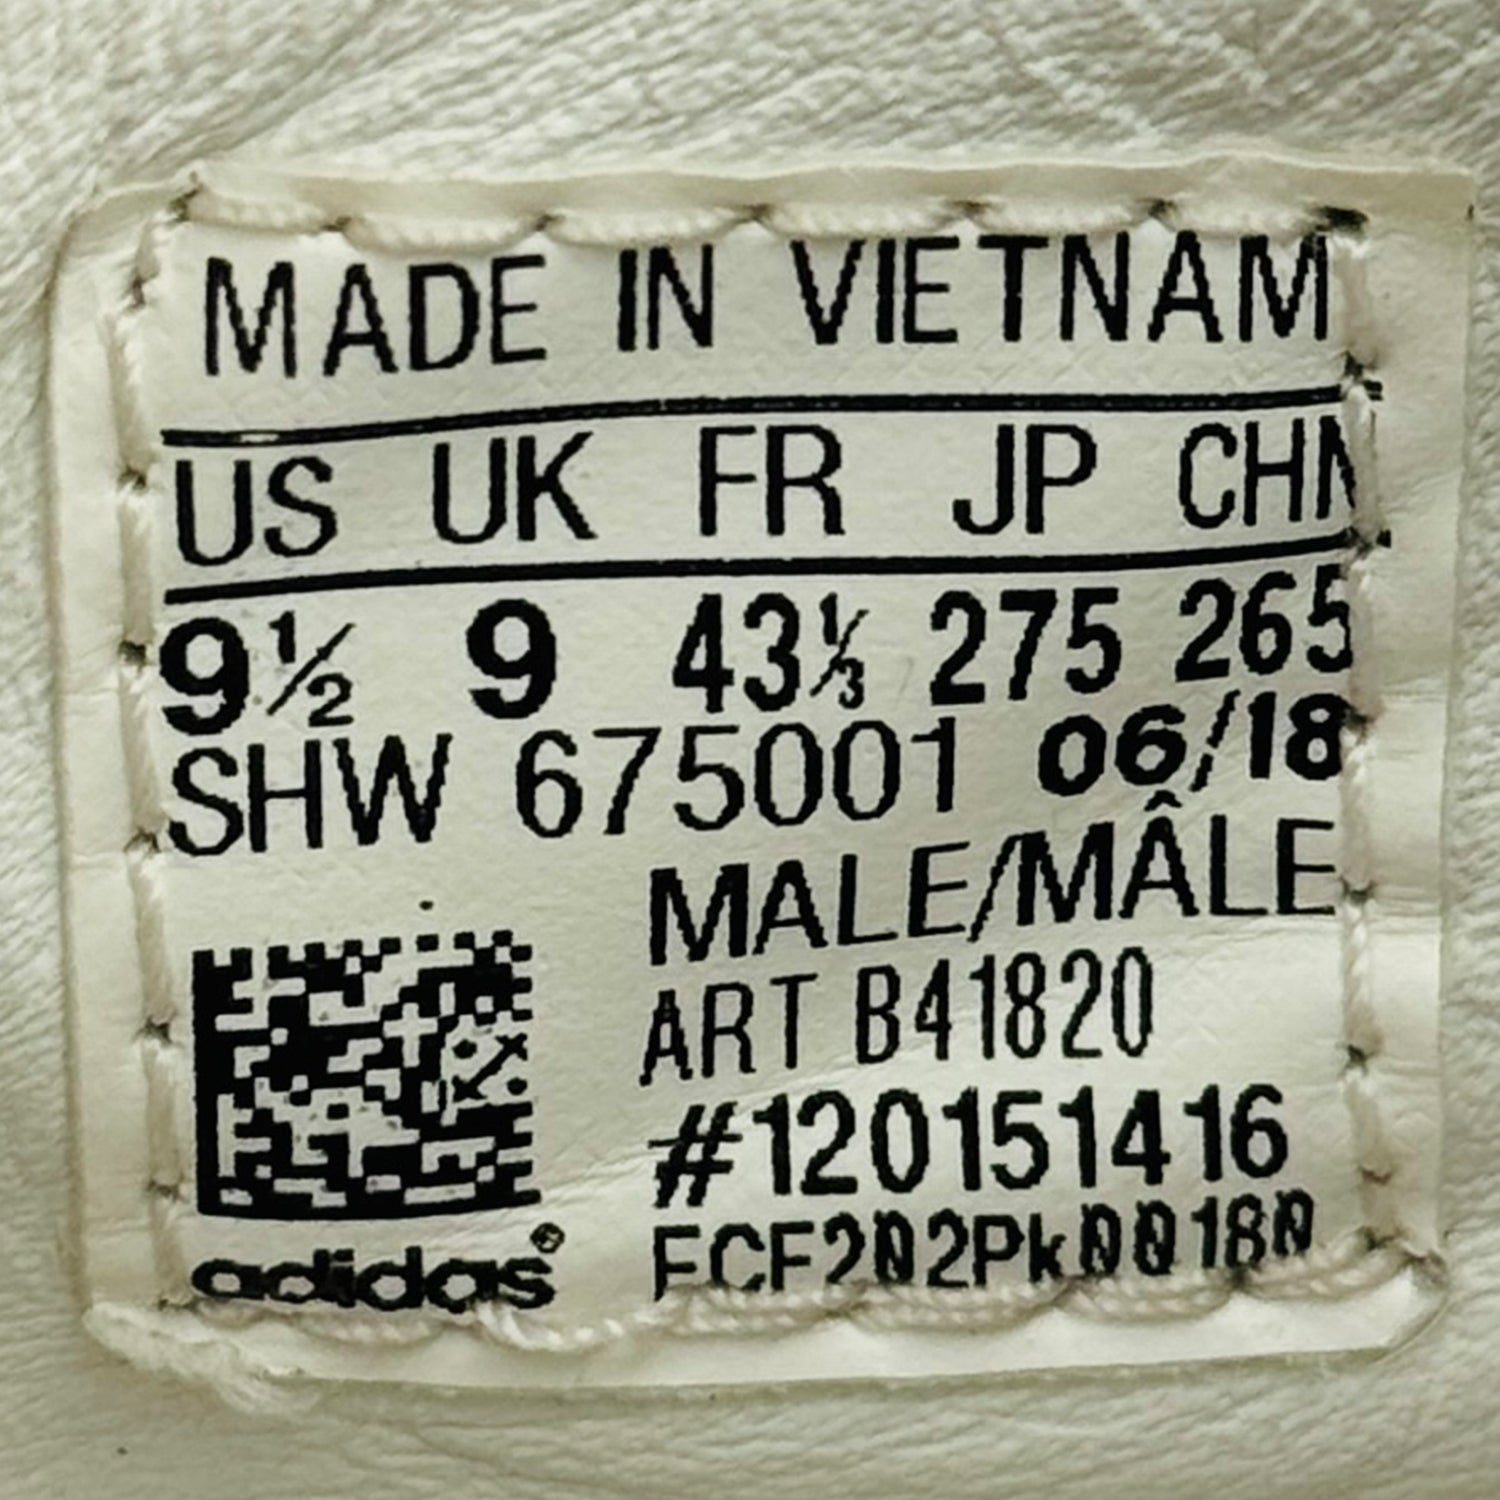 MADE IN VIETNAM
US UK FR JP CHN
9½ 9 43⅓ 275 265
SHW 675001 06/18
MALE/MÂLE
ART B41820
#120151416
adidas®